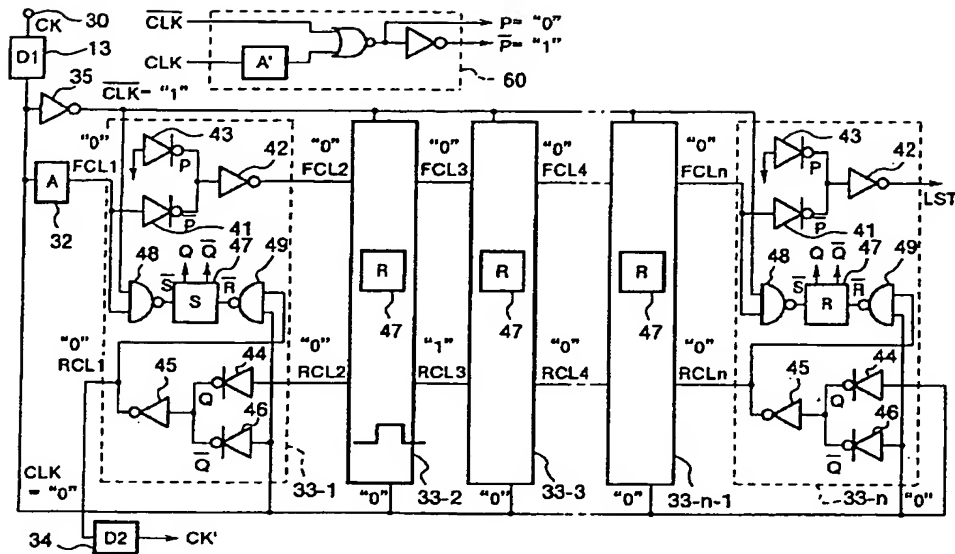 CK 30
D1 13
CLK
CLK A' P= "0"
P= "1"
60
35 CLK= "1"
"0" FCL1 43 P 42
A 32
41 P
48 Q Q 47 49
S S R
"0" RCL1 45 44
Q 46
Q
CLK = "0"
34 D2 CK'
33-1
"0" FCL2
"0" RCL2
R 47
33-2 "0"
"0" FCL3
"1" RCL3
R 47
33-3 "0"
"0" FCL4
"0" RCL4
R 47
33-n-1 "0"
"0" FCLn
"0" RCLn
43 P 42
LST
41 P
48 Q Q 47 49
S R R
45 44
Q 46
Q
33-n "0"